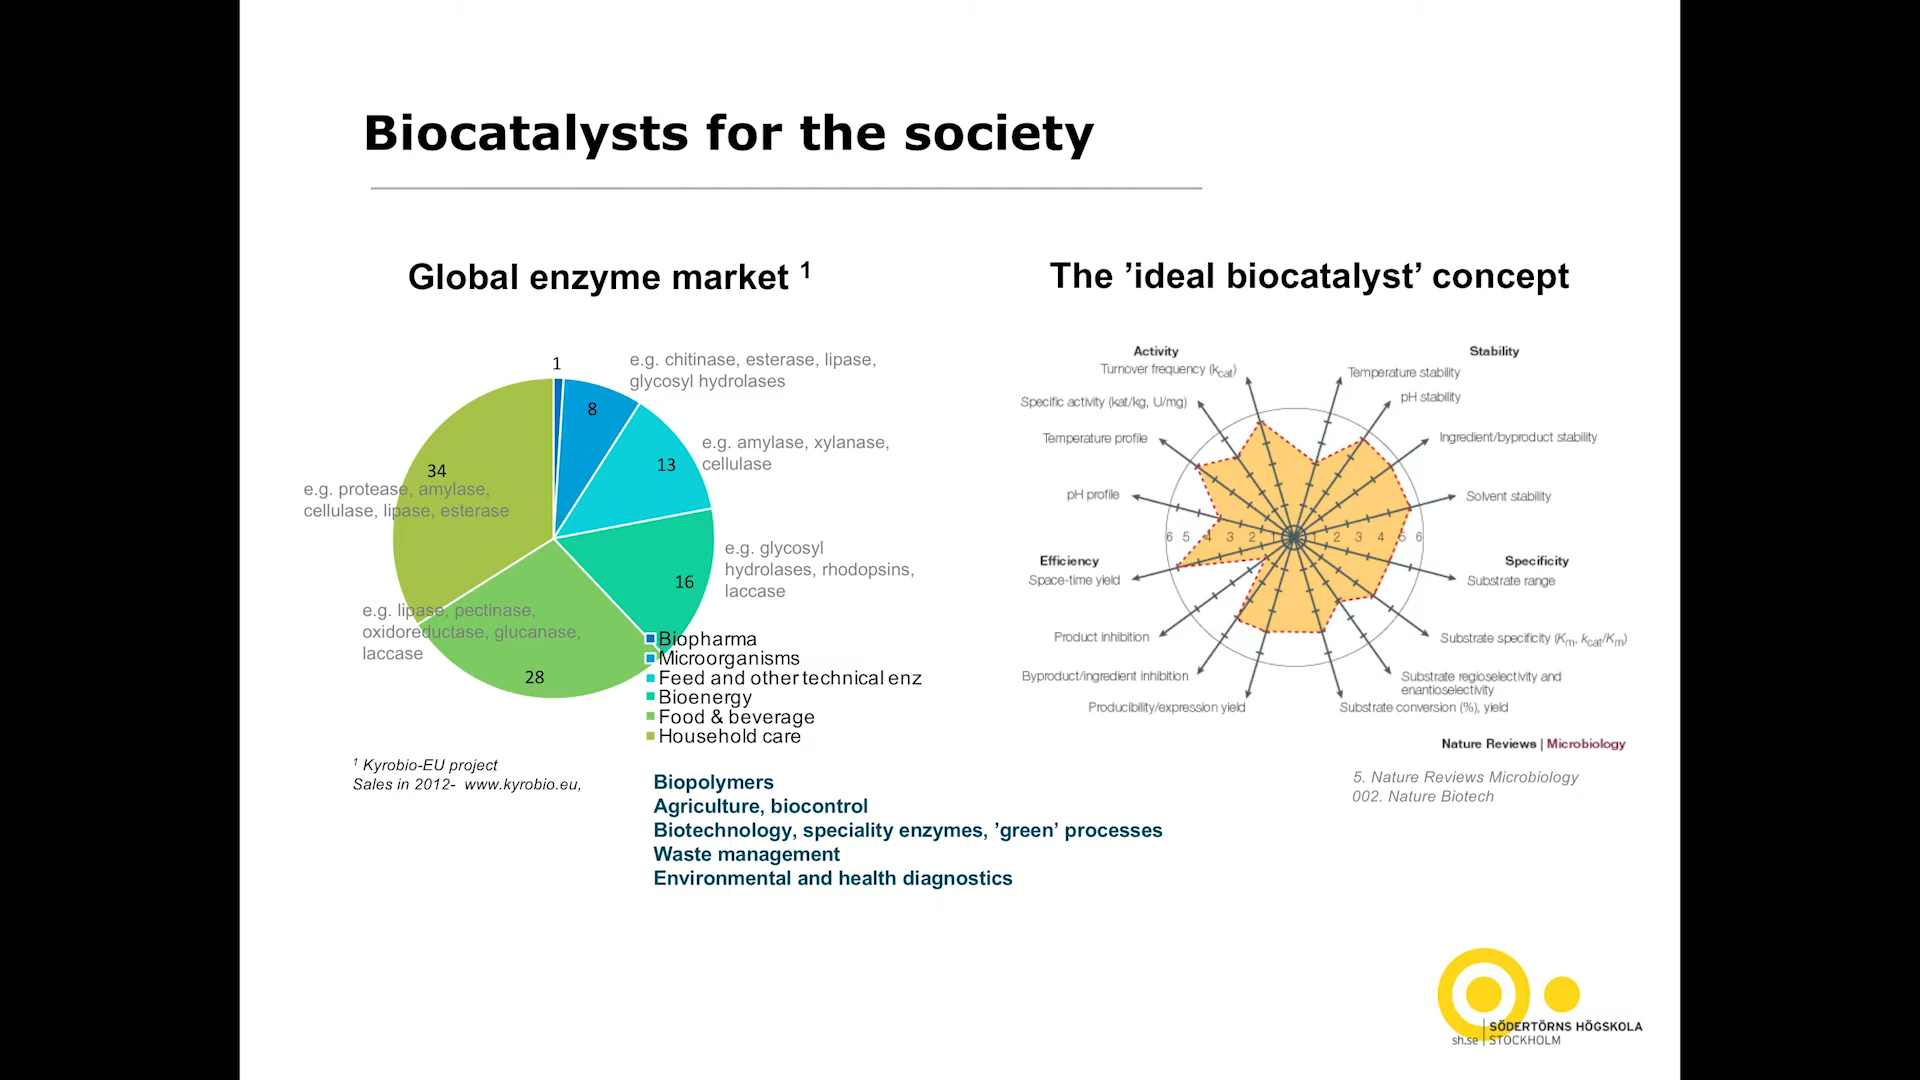 Biocatalysts for the society
Global enzyme market 1
1
8
13
16
28
34
e.g. chitinase, esterase, lipase,
glycosyl hydrolases
e.g. amylase, xylanase,
cellulase
e.g. glycosyl
hydrolases, rhodopsins,
laccase
e.g. protease, amylase,
cellulase, lipase, esterase
e.g. lipase, pectinase,
oxidoreductase, glucanase,
laccase
Biopharma
Microorganisms
Feed and other technical enz
Bioenergy
Food & beverage
Household care
1 Kyrobio-EU project
Sales in 2012- www.kyrobio.eu,
Biopolymers
Agriculture, biocontrol
Biotechnology, speciality enzymes, ’green’ processes
Waste management
Environmental and health diagnostics
The ’ideal biocatalyst’ concept
Activity
Turnover frequency (kcat)
Specific activity (kat/kg, U/mg)
Temperature profile
pH profile
Efficiency
Space-time yield
Product inhibition
Byproduct/ingredient inhibition
Producibility/expression yield
Stability
Temperature stability
pH stability
Ingredient/byproduct stability
Solvent stability
Specificity
Substrate range
Substrate specificity (Km, kcat/Km)
Substrate regioselectivity and
enantioselectivity
Substrate conversion (%), yield
6 5 4 3 2 1 1 2 3 4 5 6
Nature Reviews | Microbiology
5. Nature Reviews Microbiology
002. Nature Biotech
SÖDERTÖRNS HÖGSKOLA
sh.se | STOCKHOLM